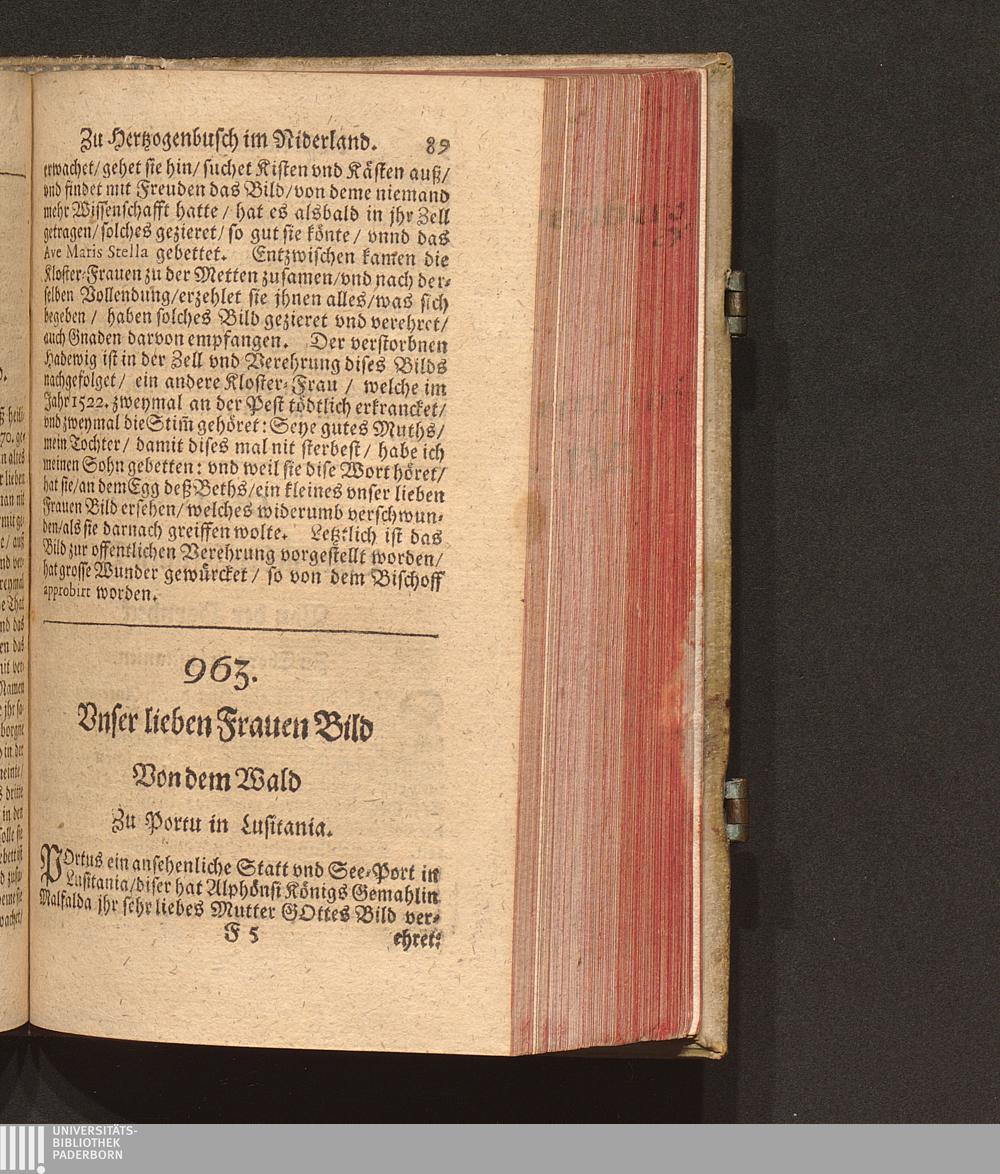 Zu Hertzogenbusch im Niderland. 89
erwachet/ gehet sie hin/ suchet Kisten vnd Kästen auß/
vnd findet mit Freuden das Bild/ von deme niemand
mehr Wissenschafft hatte / hat es alsbald in jhr Zell
getragen/ solches gezieret/ so gut sie könte / vnnd das
Ave Maris Stella gebettet. Entzwischen kamen die
Kloster-Frauen zu der Metten zusamen/ vnd nach der-
selben Vollendung/ erzehlet sie jhnen alles/ was sich
begeben / haben solches Bild gezieret vnd verehret/
auch Gnaden darvon empfangen. Der verstorbnen
Hadewig ist in der Zell vnd Verehrung dises Bilds
nachgefolget / ein andere Kloster-Frau / welche im
Jahr 1522. zweymal an der Pest tödtlich erkrancket/
vnd zweymal die Stim̃ gehöret: Seye gutes Muths/
mein Tochter / damit dises mal nit sterbest / habe ich
meinen Sohn gebetten: vnd weil sie dise Wort höret/
hat sie/ an dem Egg deß Beths/ ein kleines vnser lieben
Frauen Bild ersehen/ welches widerumb verschwun-
den/ als sie darnach greiffen wolte. Letztlich ist das
Bild zur offentlichen Verehrung vorgestellt worden/
hat grosse Wunder gewürcket / so von dem Bischoff
approbirt worden.
963.
Vnser lieben Frauen Bild
Von dem Wald
Zu Portu in Lusitania.
POrtus ein ansehenliche Statt vnd See-Port in
Lusitania/ diser hat Alphönsi Königs Gemahlin
Malfalda jhr sehr liebes Mutter GOttes Bild ver-
F 5 ehret:
UNIVERSITÄTS-
BIBLIOTHEK
PADERBORN